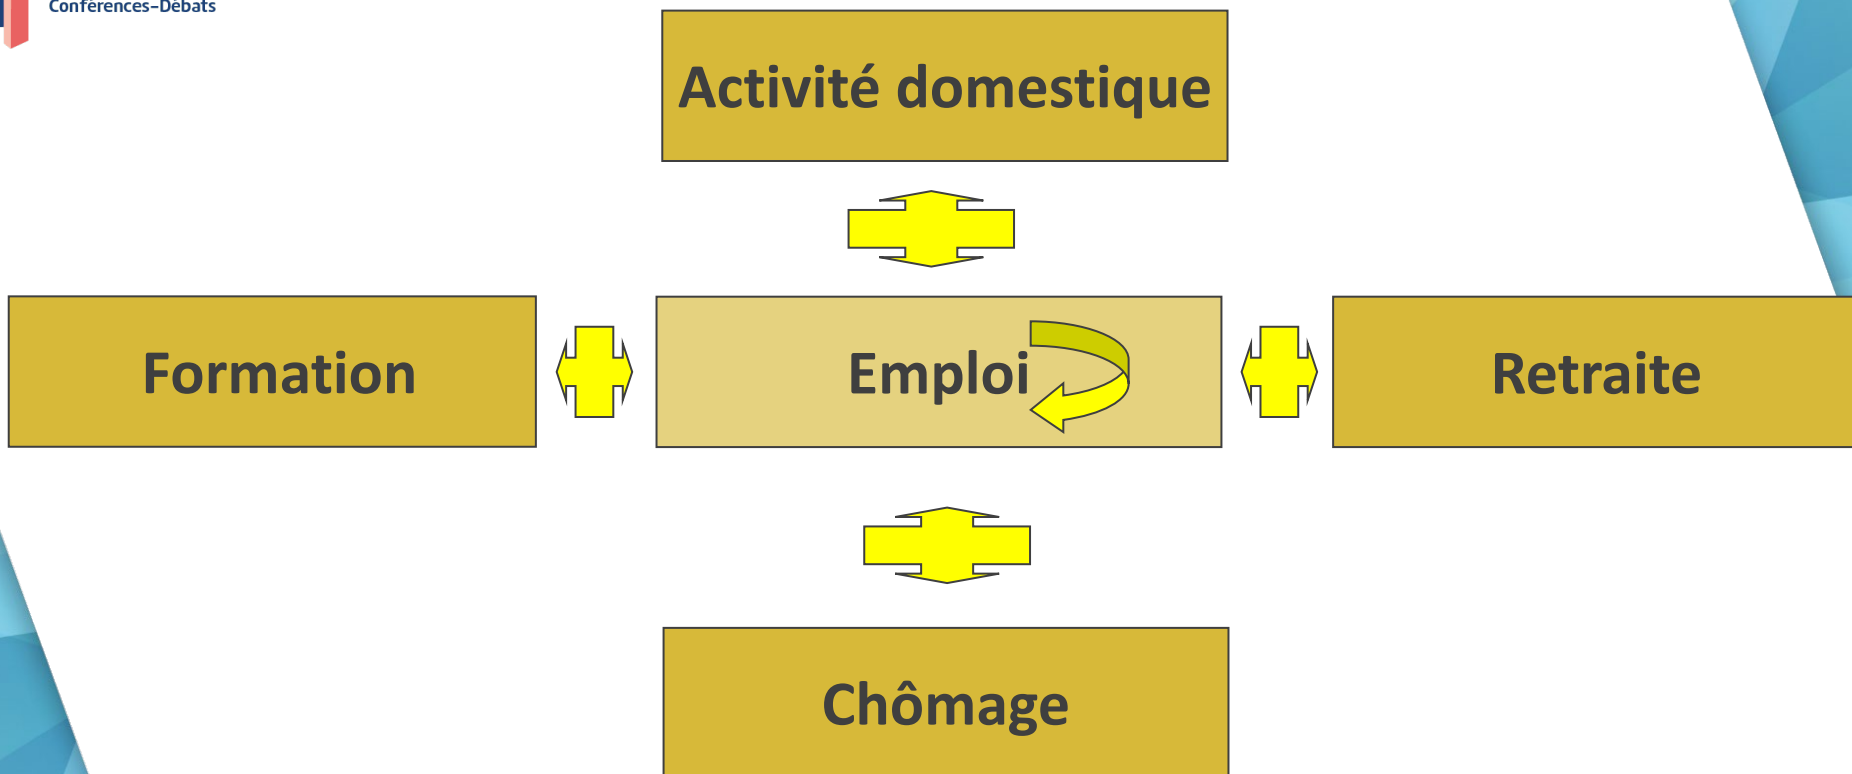 Conférences-Débats
Activité domestique
Formation
Emploi
Retraite
Chômage